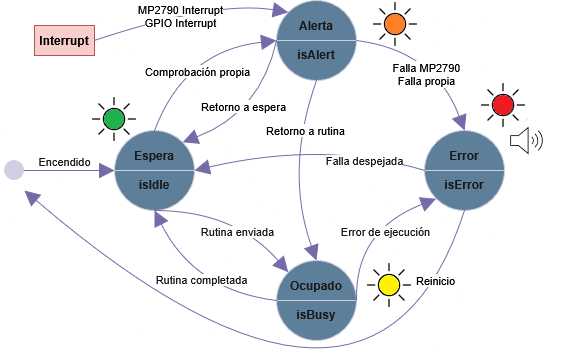 MP2790 Interrupt
GPIO Interrupt
Interrupt
Alerta
isAlert
Falla MP2790
Falla propia
Comprobación propia
Retorno a espera
Retorno a rutina
Espera
isIdle
Encendido
Falla despejada
Error
isError
Rutina enviada
Error de ejecución
Rutina completada
Ocupado
isBusy
Reinicio